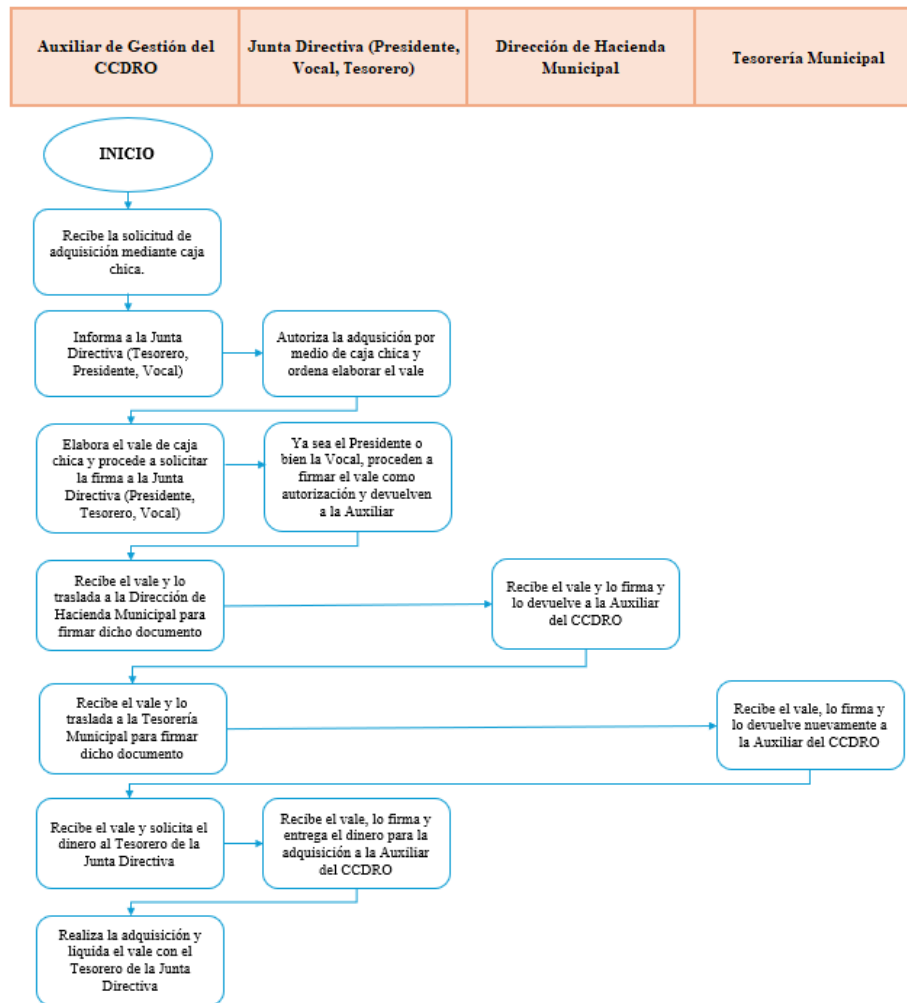 Auxiliar de Gestión del
CCDRO
Junta Directiva (Presidente,
Vocal, Tesorero)
Dirección de Hacienda
Municipal
Tesorería Municipal
INICIO
Recibe la solicitud de
adquisición mediante caja
chica.
Informa a la Junta
Directiva (Tesorero,
Presidente, Vocal)
Autoriza la adqusición por
medio de caja chica y
ordena elaborar el vale
Elabora el vale de caja
chica y procede a solicitar
la firma a la Junta
Directiva (Presidente,
Tesorero, Vocal)
Ya sea el Presidente o
bien la Vocal, proceden a
firmar el vale como
autorización y devuelven
a la Auxiliar
Recibe el vale y lo
traslada a la Dirección de
Hacienda Municipal para
firmar dicho documento
Recibe el vale y lo firma y
lo devuelve a la Auxiliar
del CCDRO
Recibe el vale y lo
traslada a la Tesorería
Municipal para firmar
dicho documento
Recibe el vale, lo firma y
lo devuelve nuevamente a
la Auxiliar del CCDRO
Recibe el vale y solicita el
dinero al Tesorero de la
Junta Directiva
Recibe el vale, lo firma y
entrega el dinero para la
adquisición a la Auxiliar
del CCDRO
Realiza la adquisición y
liquida el vale con el
Tesorero de la Junta
Directiva